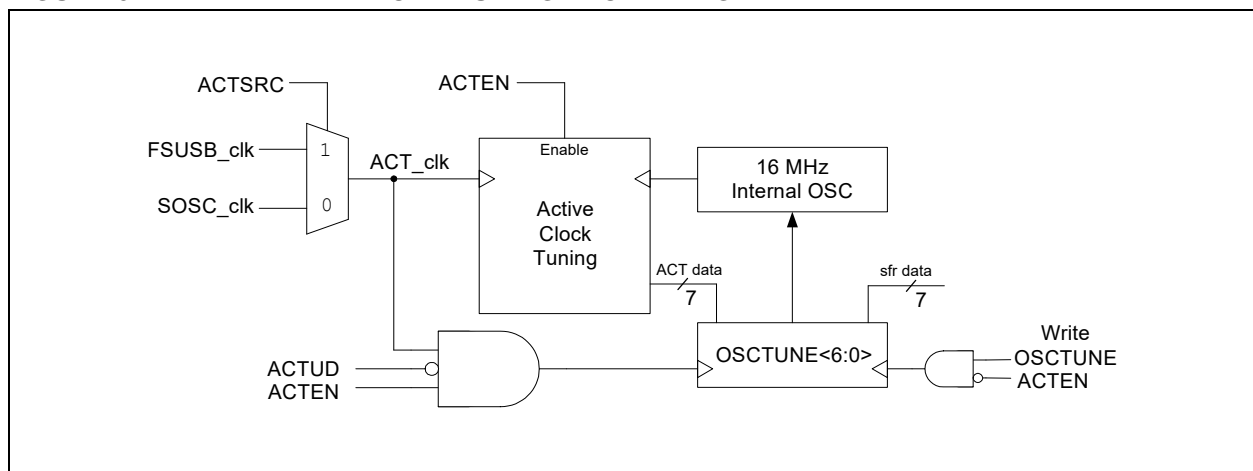 ACTSRC
ACTEN
FSUSB_clk
1
ACT_clk
Enable
16 MHz
Internal OSC
SOSC_clk
0
Active
Clock
Tuning
ACT data
7
sfr data
7
OSCTUNE<6:0>
Write
OSCTUNE
ACTEN
ACTUD
ACTEN